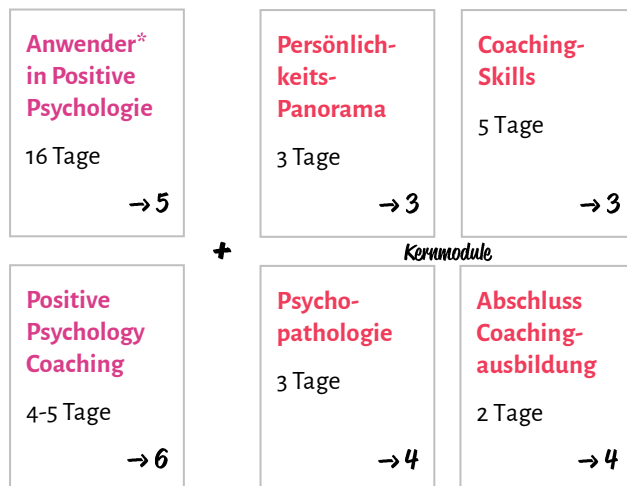 Anwender*
in Positive
Psychologie
16 Tage
→ 5
Persönlich-
keits-
Panorama
3 Tage
→ 3
Coaching-
Skills
5 Tage
→ 3
+
Kernmodule
Positive
Psychology
Coaching
4-5 Tage
→ 6
Psycho-
pathologie
3 Tage
→ 4
Abschluss
Coaching-
ausbildung
2 Tage
→ 4